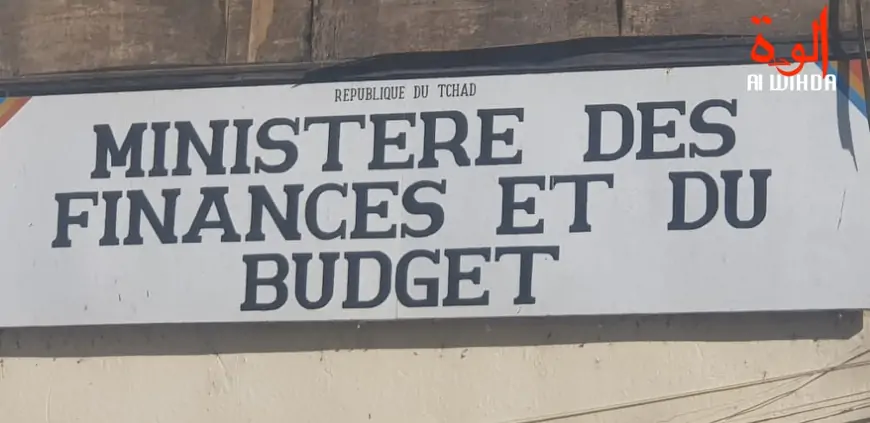 الوحدة
Al WIHDA
REPUBLIQUE DU TCHAD
MINISTERE DES
FINANCES ET DU
BUDGET